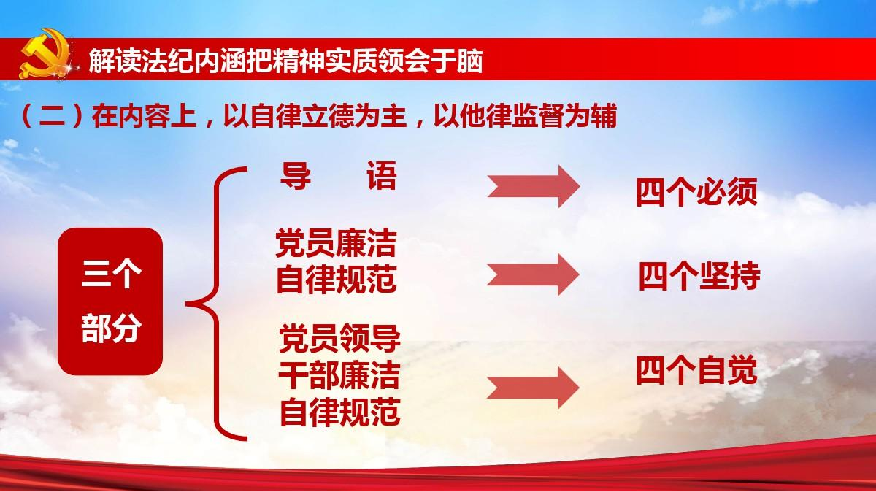 解读法纪内涵把精神实质领会于脑
（二）在内容上，以自律立德为主，以他律监督为辅
三个
部分
导 语
四个必须
党员廉洁
自律规范
四个坚持
党员领导
干部廉洁
自律规范
四个自觉